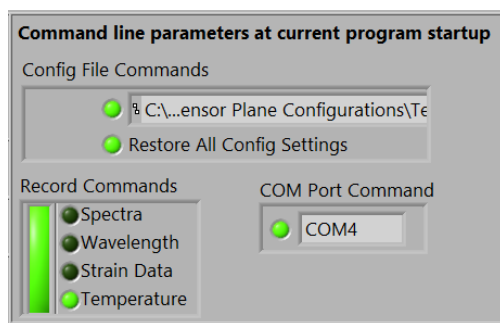 Command line parameters at current program startup
Config File Commands
C:\...ensor Plane Configurations\Te
Restore All Config Settings
Record Commands
Spectra
Wavelength
Strain Data
Temperature
COM Port Command
COM4